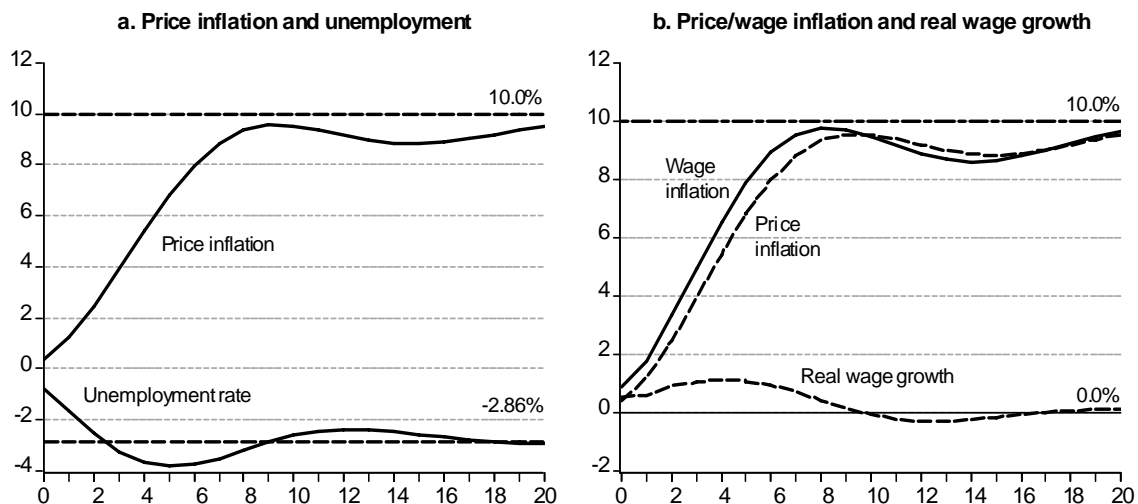 a. Price inflation and unemployment
12
10
8
6
4
2
0
-2
-4
10.0%
Price inflation
Unemployment rate
-2.86%
0 2 4 6 8 10 12 14 16 18 20
b. Price/wage inflation and real wage growth
12
10
8
6
4
2
0
-2
10.0%
Wage
inflation
Price
inflation
Real wage growth
0.0%
0 2 4 6 8 10 12 14 16 18 20